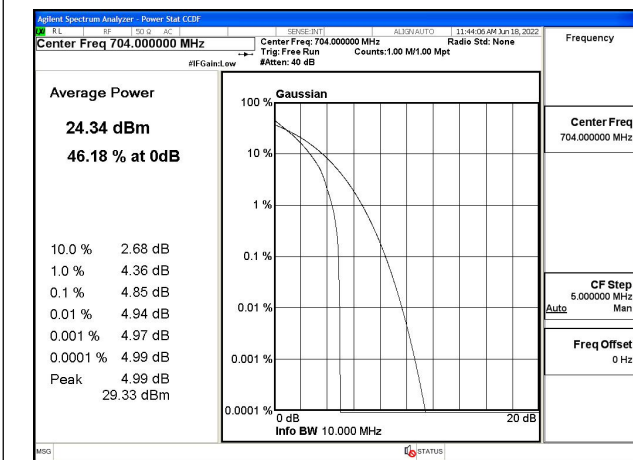 Agilent Spectrum Analyzer - Power Stat CCDF
RL RF 50 Ω AC SENSE:INT ALIGN AUTO 11:44:06 AM Jun 18, 2022
Center Freq 704.000000 MHz
Center Freq: 704.000000 MHz Radio Std: None
Trig: Free Run Counts:1.00 M/1.00 Mpt
#IFGain:Low #Atten: 40 dB
Frequency
Average Power
24.34 dBm
46.18 % at 0dB
10.0 % 2.68 dB
1.0 % 4.36 dB
0.1 % 4.85 dB
0.01 % 4.94 dB
0.001 % 4.97 dB
0.0001 % 4.99 dB
Peak 4.99 dB
29.33 dBm
Gaussian
100 %
10 %
1 %
0.1 %
0.01 %
0.001 %
0.0001 %
0 dB 20 dB
Info BW 10.000 MHz
Center Freq
704.000000 MHz
CF Step
5.000000 MHz
Auto Man
Freq Offset
0 Hz
MSG STATUS